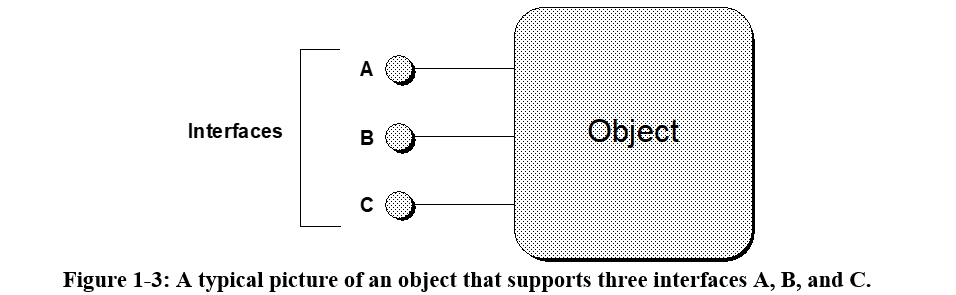 A
B
C
Interfaces
Object
Figure 1-3: A typical picture of an object that supports three interfaces A, B, and C.